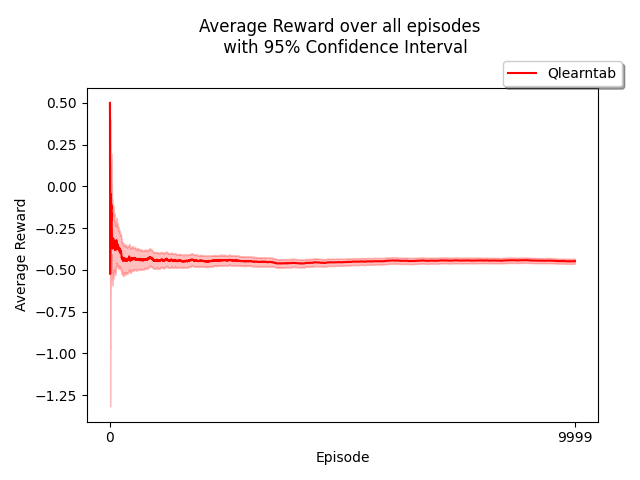 Average Reward over all episodes
with 95% Confidence Interval
Qlearntab
0.50
0.25
0.00
−0.25
−0.50
−0.75
−1.00
−1.25
Average Reward
0
9999
Episode